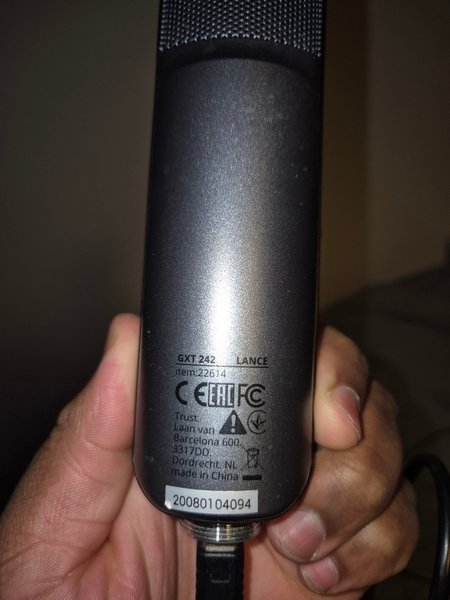 GXT 242 LANCE
item:22614
CE EAC FC
Trust.
Laan van
Barcelona 600.
3317DD.
Dordrecht. NL
made in China
20080104094